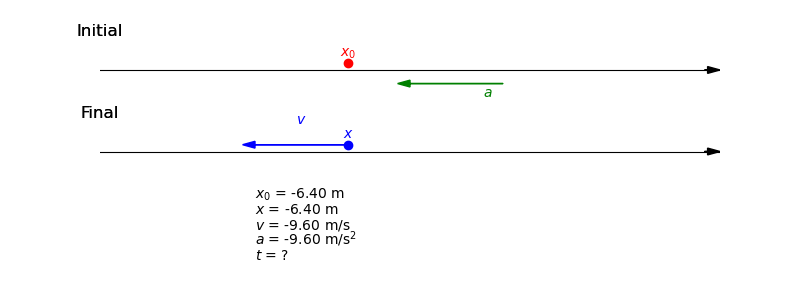 Initial
x₀
a
Final
v
x
x₀ = -6.40 m
x = -6.40 m
v = -9.60 m/s
a = -9.60 m/s²
t = ?